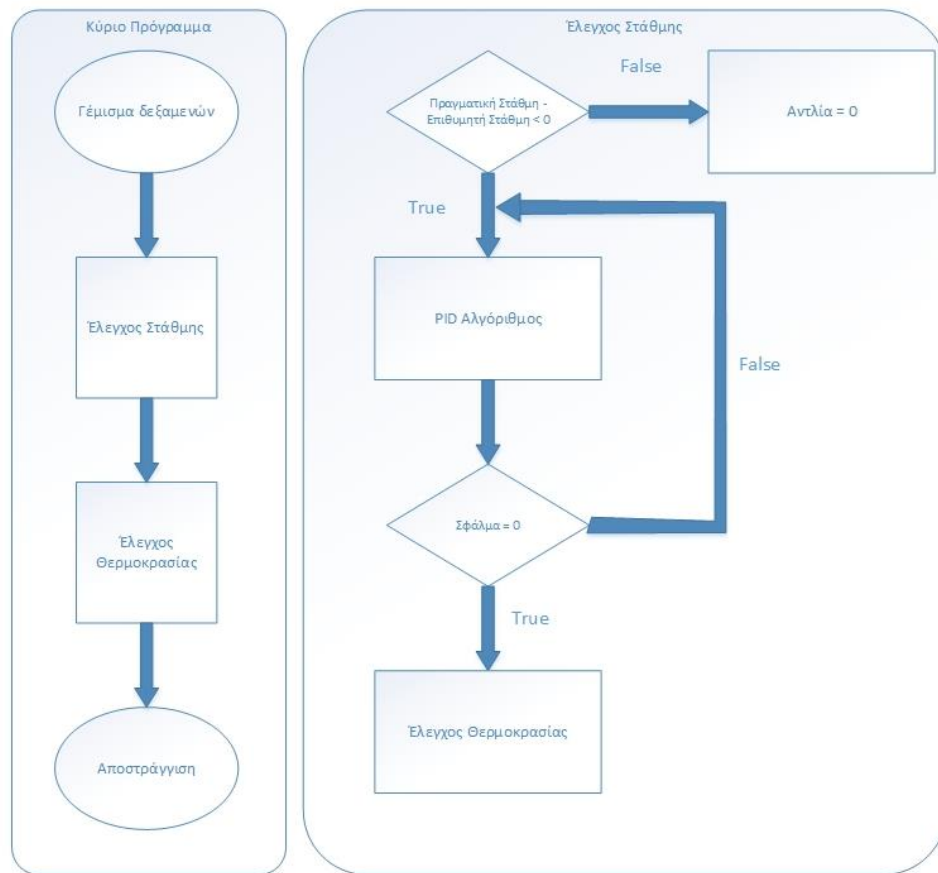 Κύριο Πρόγραμμα
Γέμισμα δεξαμενών
Έλεγχος Στάθμης
Έλεγχος
Θερμοκρασίας
Αποστράγγιση
Έλεγχος Στάθμης
Πραγματική Στάθμη -
Επιθυμητή Στάθμη < 0
False
Αντλία = 0
True
PID Αλγόριθμος
False
Σφάλμα = 0
True
Έλεγχος Θερμοκρασίας